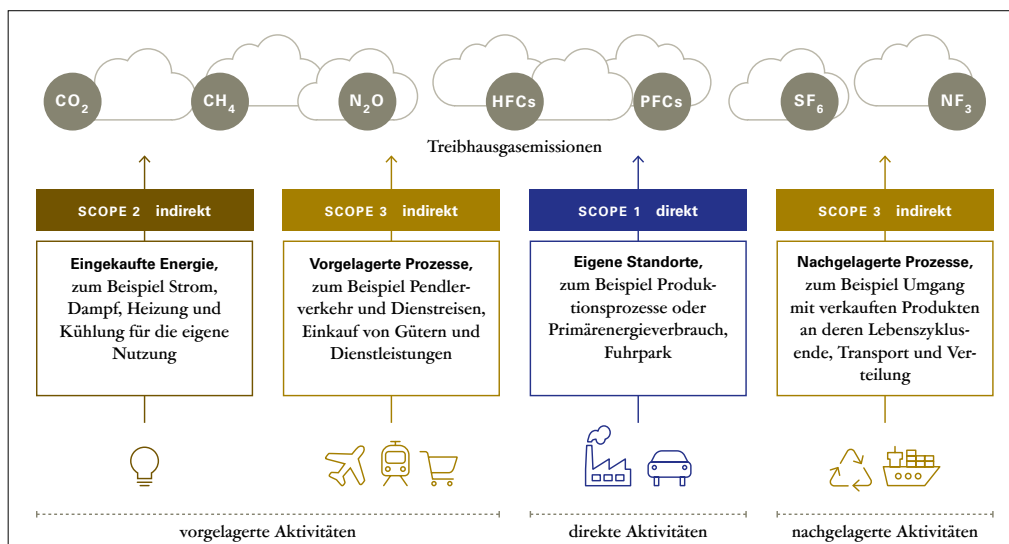 CO₂ CH₄ N₂O HFCs PFCs SF₆ NF₃
Treibhausgasemissionen
SCOPE 2 indirekt
Eingekaufte Energie,
zum Beispiel Strom,
Dampf, Heizung und
Kühlung für die eigene
Nutzung
SCOPE 3 indirekt
Vorgelagerte Prozesse,
zum Beispiel Pendler-
verkehr und Dienstreisen,
Einkauf von Gütern und
Dienstleistungen
SCOPE 1 direkt
Eigene Standorte,
zum Beispiel Produk-
tionsprozesse oder
Primärenergieverbrauch,
Fuhrpark
SCOPE 3 indirekt
Nachgelagerte Prozesse,
zum Beispiel Umgang
mit verkauften Produkten
an deren Lebenszyklus-
ende, Transport und Ver-
teilung
vorgelagerte Aktivitäten
direkte Aktivitäten
nachgelagerte Aktivitäten